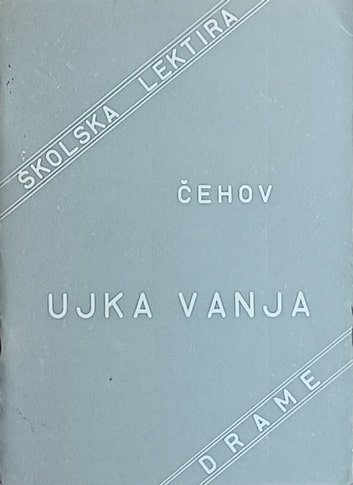 ŠKOLSKA LEKTIRA
ČEHOV
UJKA VANJA
DRAME